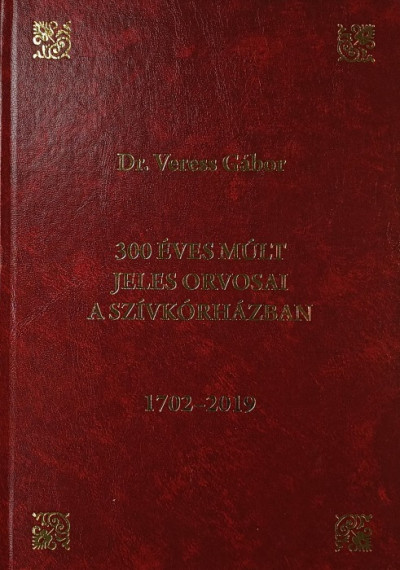 Dr. Veress Gábor
300 ÉVES MÚLT
JELES ORVOSAI
A SZÍVKÓRHÁZBAN
1702–2019